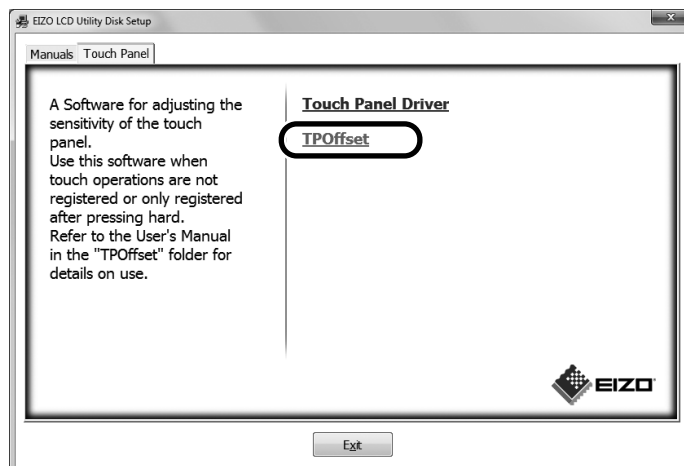 EIZO LCD Utility Disk Setup
x
Manuals Touch Panel
A Software for adjusting the
sensitivity of the touch
panel.
Use this software when
touch operations are not
registered or only registered
after pressing hard.
Refer to the User's Manual
in the "TPOffset" folder for
details on use.
Touch Panel Driver
TPOffset
EIZO
Exit